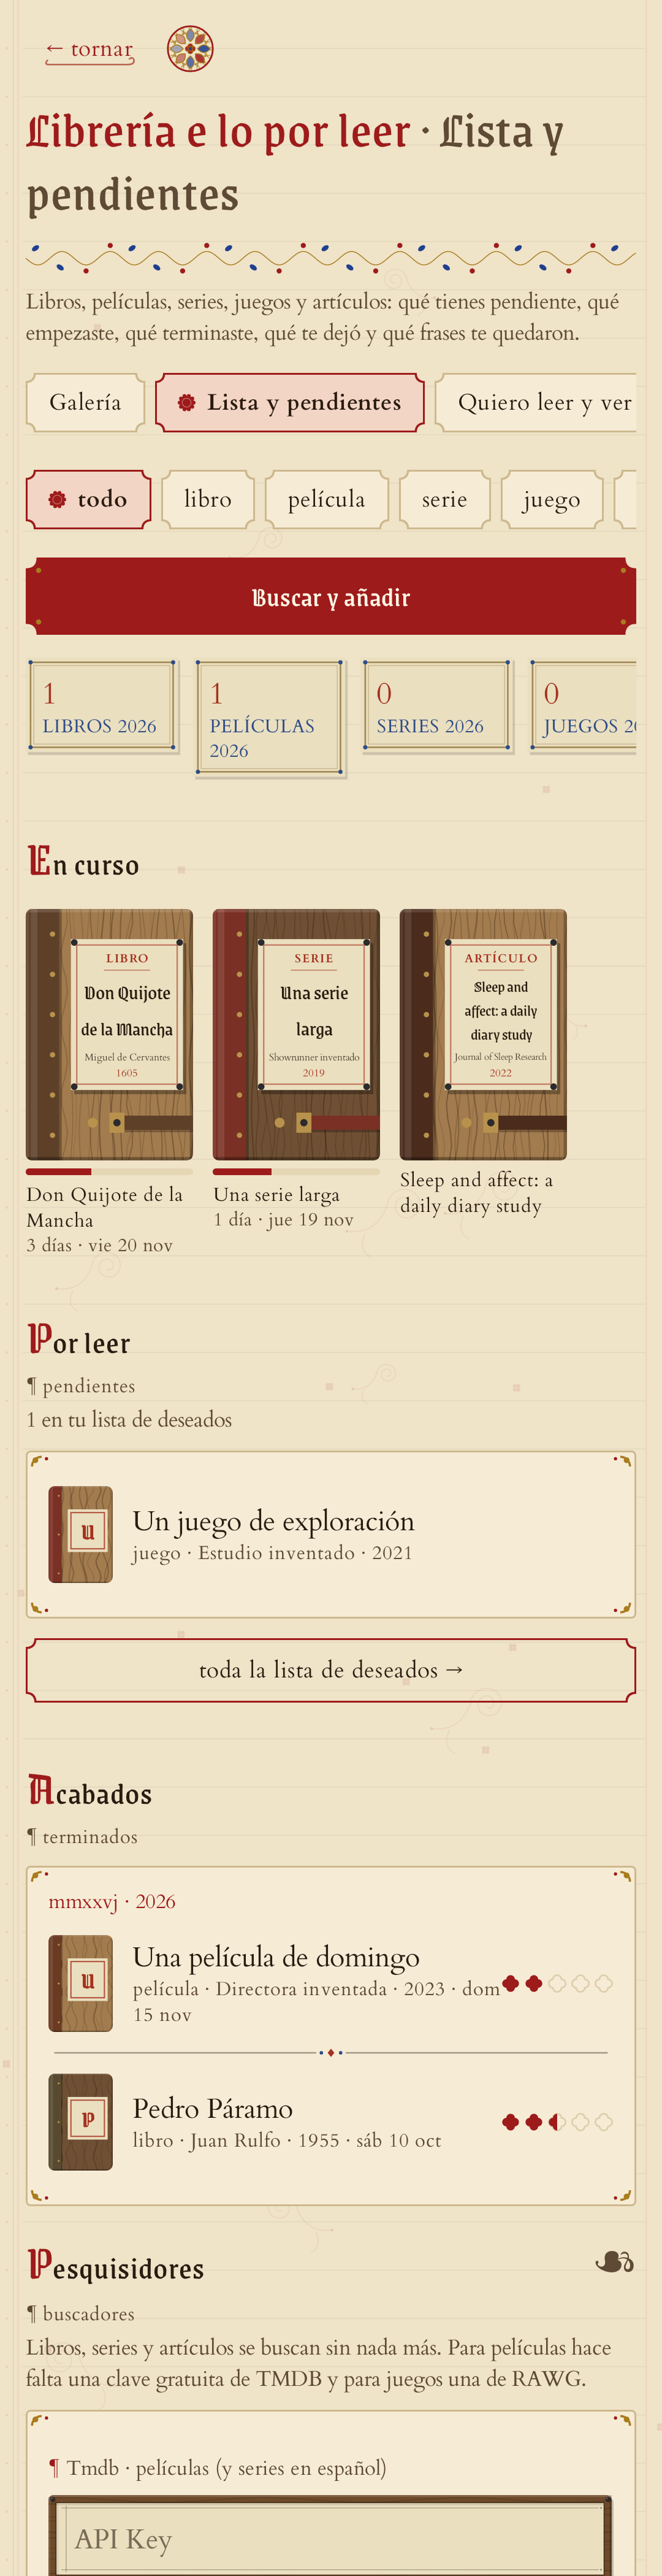 ← tornar
Librería e lo por leer · Lista y
pendientes
Libros, películas, series, juegos y artículos: qué tienes pendiente, qué
empezaste, qué terminaste, qué te dejó y qué frases te quedaron.
Galería
Lista y pendientes
Quiero leer y ver
todo
libro
película
serie
juego
Buscar y añadir
1
LIBROS 2026
1
PELÍCULAS
2026
0
SERIES 2026
0
JUEGOS 20
En curso
LIBRO
Don Quijote
de la Mancha
Miguel de Cervantes
1605
SERIE
Una serie
larga
Showrunner inventado
2019
ARTÍCULO
Sleep and
affect: a daily
diary study
Journal of Sleep Research
2022
Don Quijote de la
Mancha
3 días · vie 20 nov
Una serie larga
1 día · jue 19 nov
Sleep and affect: a
daily diary study
Por leer
¶ pendientes
1 en tu lista de deseados
U
Un juego de exploración
juego · Estudio inventado · 2021
toda la lista de deseados →
Acabados
¶ terminados
mmxxvj · 2026
U
Una película de domingo
película · Directora inventada · 2023 · dom
15 nov
P
Pedro Páramo
libro · Juan Rulfo · 1955 · sáb 10 oct
Pesquisidores
¶ buscadores
Libros, series y artículos se buscan sin nada más. Para películas hace
falta una clave gratuita de TMDB y para juegos una de RAWG.
¶ Tmdb · películas (y series en español)
API Key